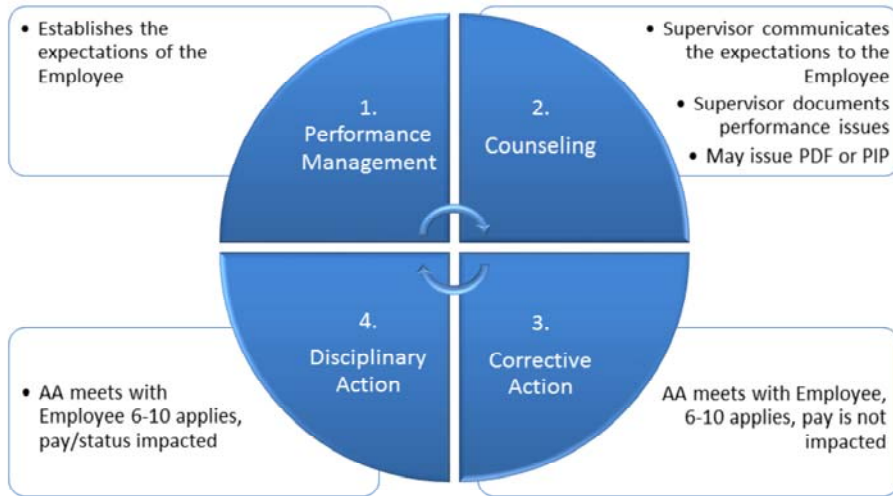 • Establishes the
expectations of the
Employee
1.
Performance
Management
2.
Counseling
• Supervisor communicates
the expectations to the
Employee
• Supervisor documents
performance issues
• May issue PDF or PIP
4.
Disciplinary
Action
• AA meets with
Employee 6-10 applies,
pay/status impacted
3.
Corrective
Action
AA meets with Employee,
6-10 applies, pay is not
impacted